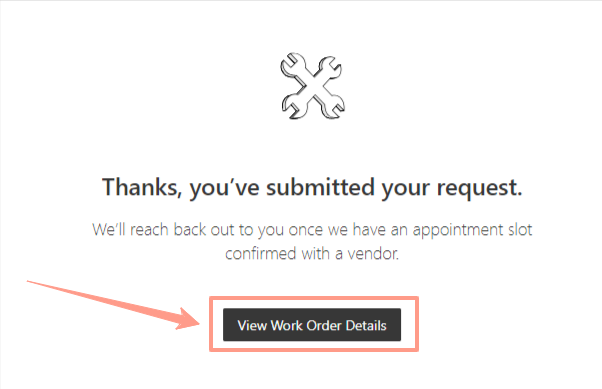 Thanks, you’ve submitted your request.
We’ll reach back out to you once we have an appointment slot
confirmed with a vendor.
View Work Order Details